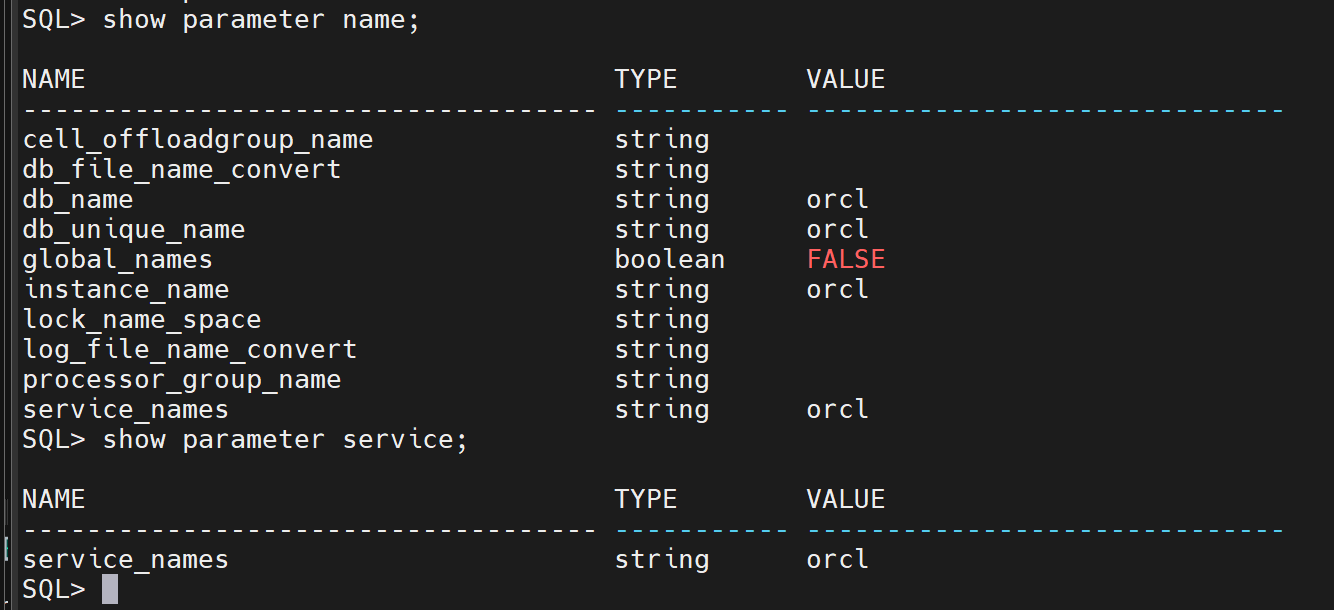 SQL> show parameter name;
NAME TYPE VALUE
------------------------------------ ----------- ------------------------------
cell_offloadgroup_name string
db_file_name_convert string
db_name string orcl
db_unique_name string orcl
global_names boolean FALSE
instance_name string orcl
lock_name_space string
log_file_name_convert string
processor_group_name string
service_names string orcl
SQL> show parameter service;
NAME TYPE VALUE
------------------------------------ ----------- ------------------------------
service_names string orcl
SQL>